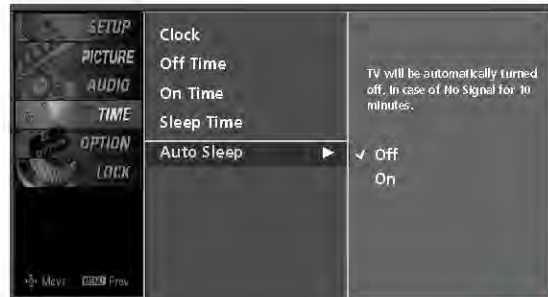 SETUP
PICTURE
AUDIO
TIME
OPTION
LOCK
Move MENU Prev
Clock
Off Time
On Time
Sleep Time
Auto Sleep
TV will be automatically turned
off, in case of No Signal for 10
minutes.
Off
On